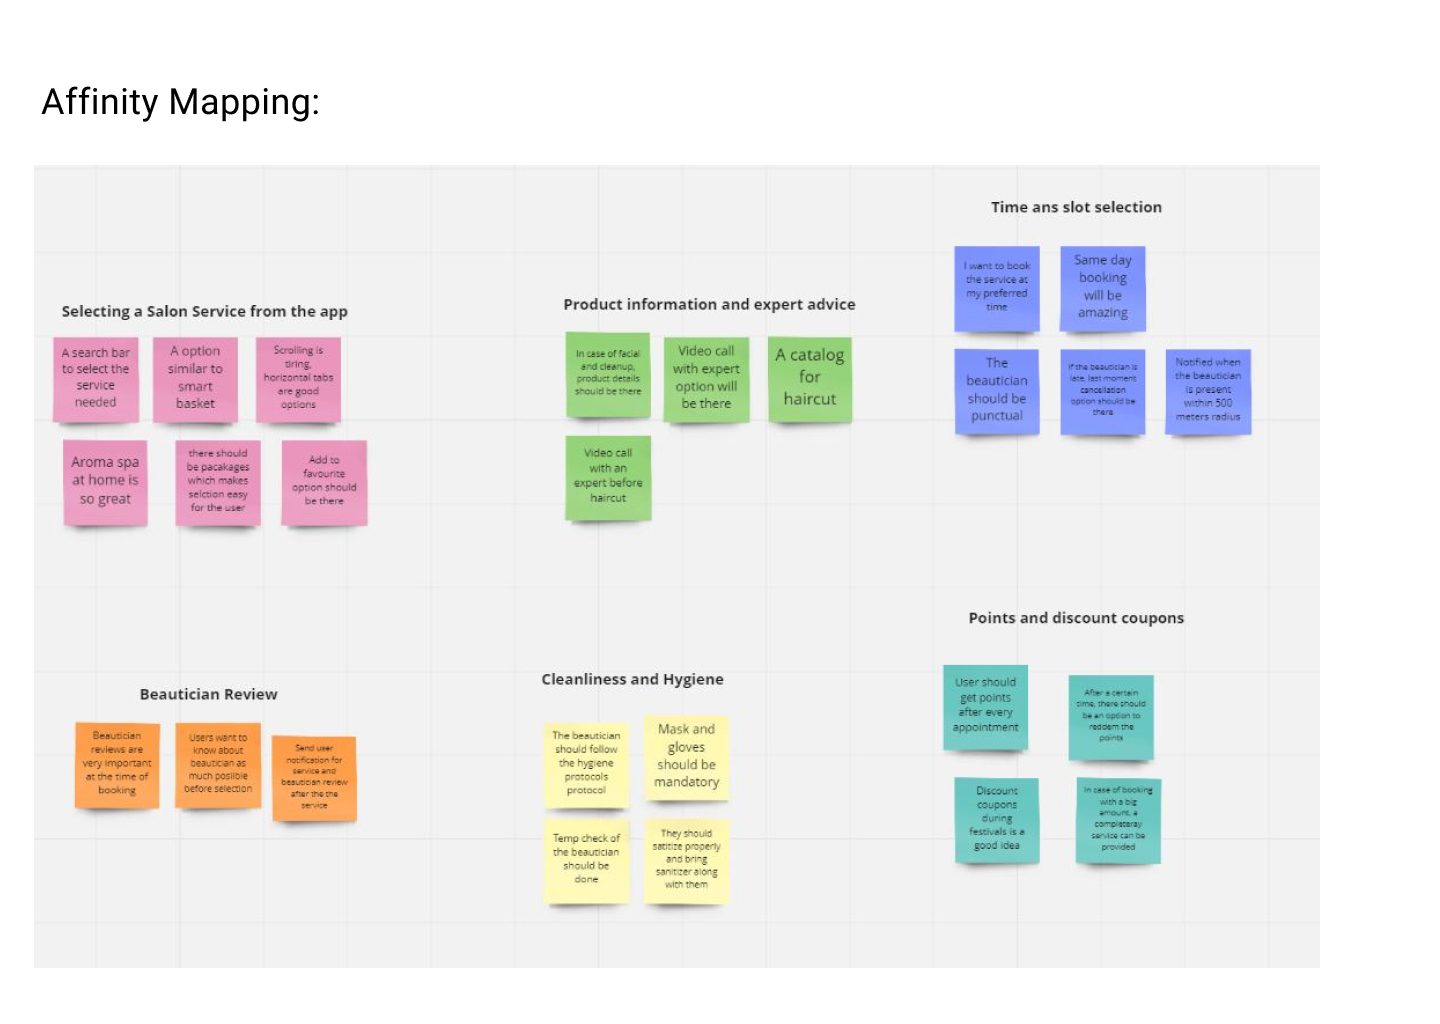 Affinity Mapping:
Selecting a Salon Service from the app
A search bar
to select the
service
needed
A option
similar to
smart
basket
Scrolling is
tiring,
horizontal tabs
are good
options
Aroma spa
at home is
so great
there should
be pacakages
which makes
selction easy
for the user
Add to
favourite
option should
be there
Product information and expert advice
In case of facial
and cleanup,
product details
should be there
Video call
with expert
option will
be there
A catalog
for
haircut
Video call
with an
expert before
haircut
Time ans slot selection
I want to book
the service at
my preferred
time
Same day
booking
will be
amazing
The
beautician
should be
punctual
If the beautician is
late, last moment
cancellation
option should be
there
Notified when
the beautician
is present
within 500
meters radius
Beautician Review
Beautician
reviews are
very important
at the time of
booking
Users want to
know about
beautician as
much posiible
before selection
Send user
notification for
service and
beautician review
after the the
service
Cleanliness and Hygiene
The beautician
should follow
the hygiene
protocols
protocol
Mask and
gloves
should be
mandatory
Temp check of
the beautician
should be
done
They should
satitize properly
and bring
sanitizer along
with them
Points and discount coupons
User should
get points
after every
appointment
After a certain
time, there should
be an option to
reddem the
points
Discount
coupons
during
festivals is a
good idea
In case of booking
with a big
amount, a
complateray
service can be
provided